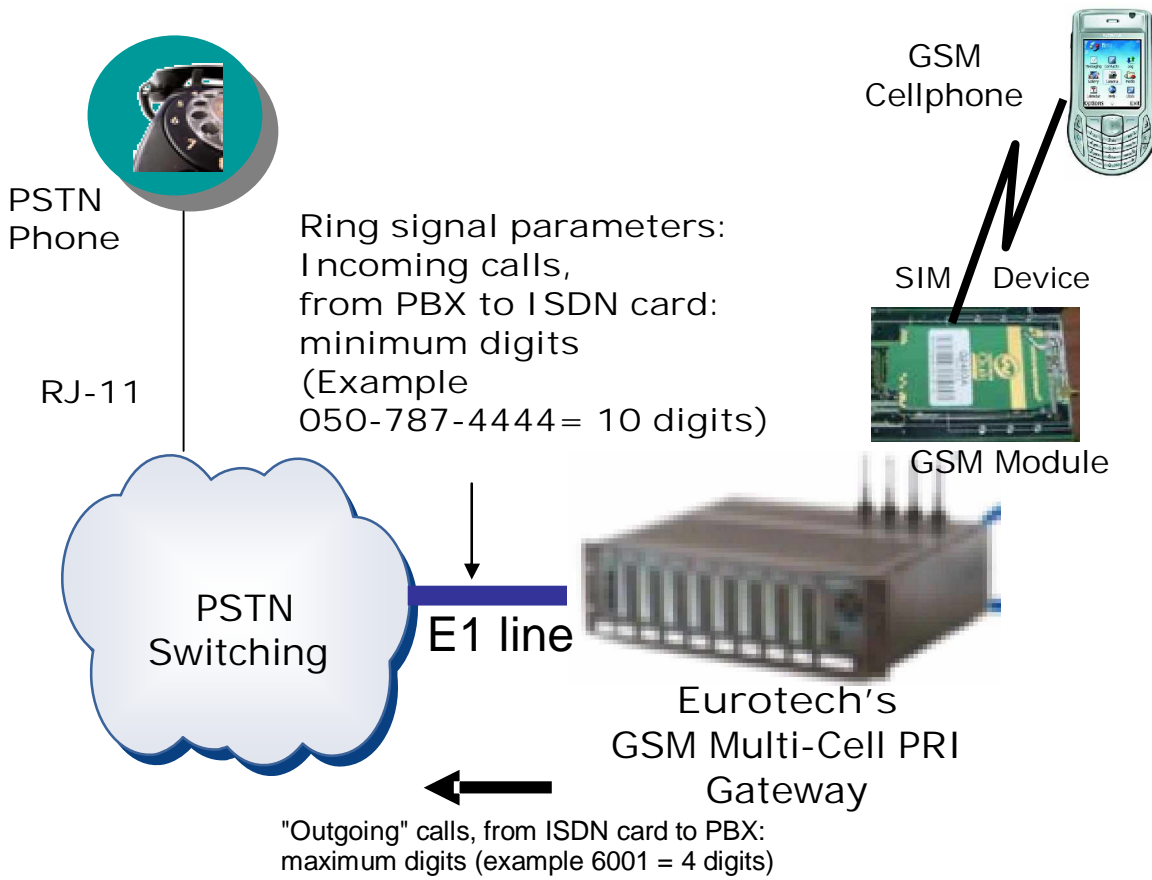 GSM
Cellphone
PSTN
Phone
Ring signal parameters:
Incoming calls,
from PBX to ISDN card:
minimum digits
(Example
050-787-4444= 10 digits)
SIM Device
RJ-11
GSM Module
PSTN
Switching
E1 line
Eurotech's
GSM Multi-Cell PRI
Gateway
"Outgoing" calls, from ISDN card to PBX:
maximum digits (example 6001 = 4 digits)